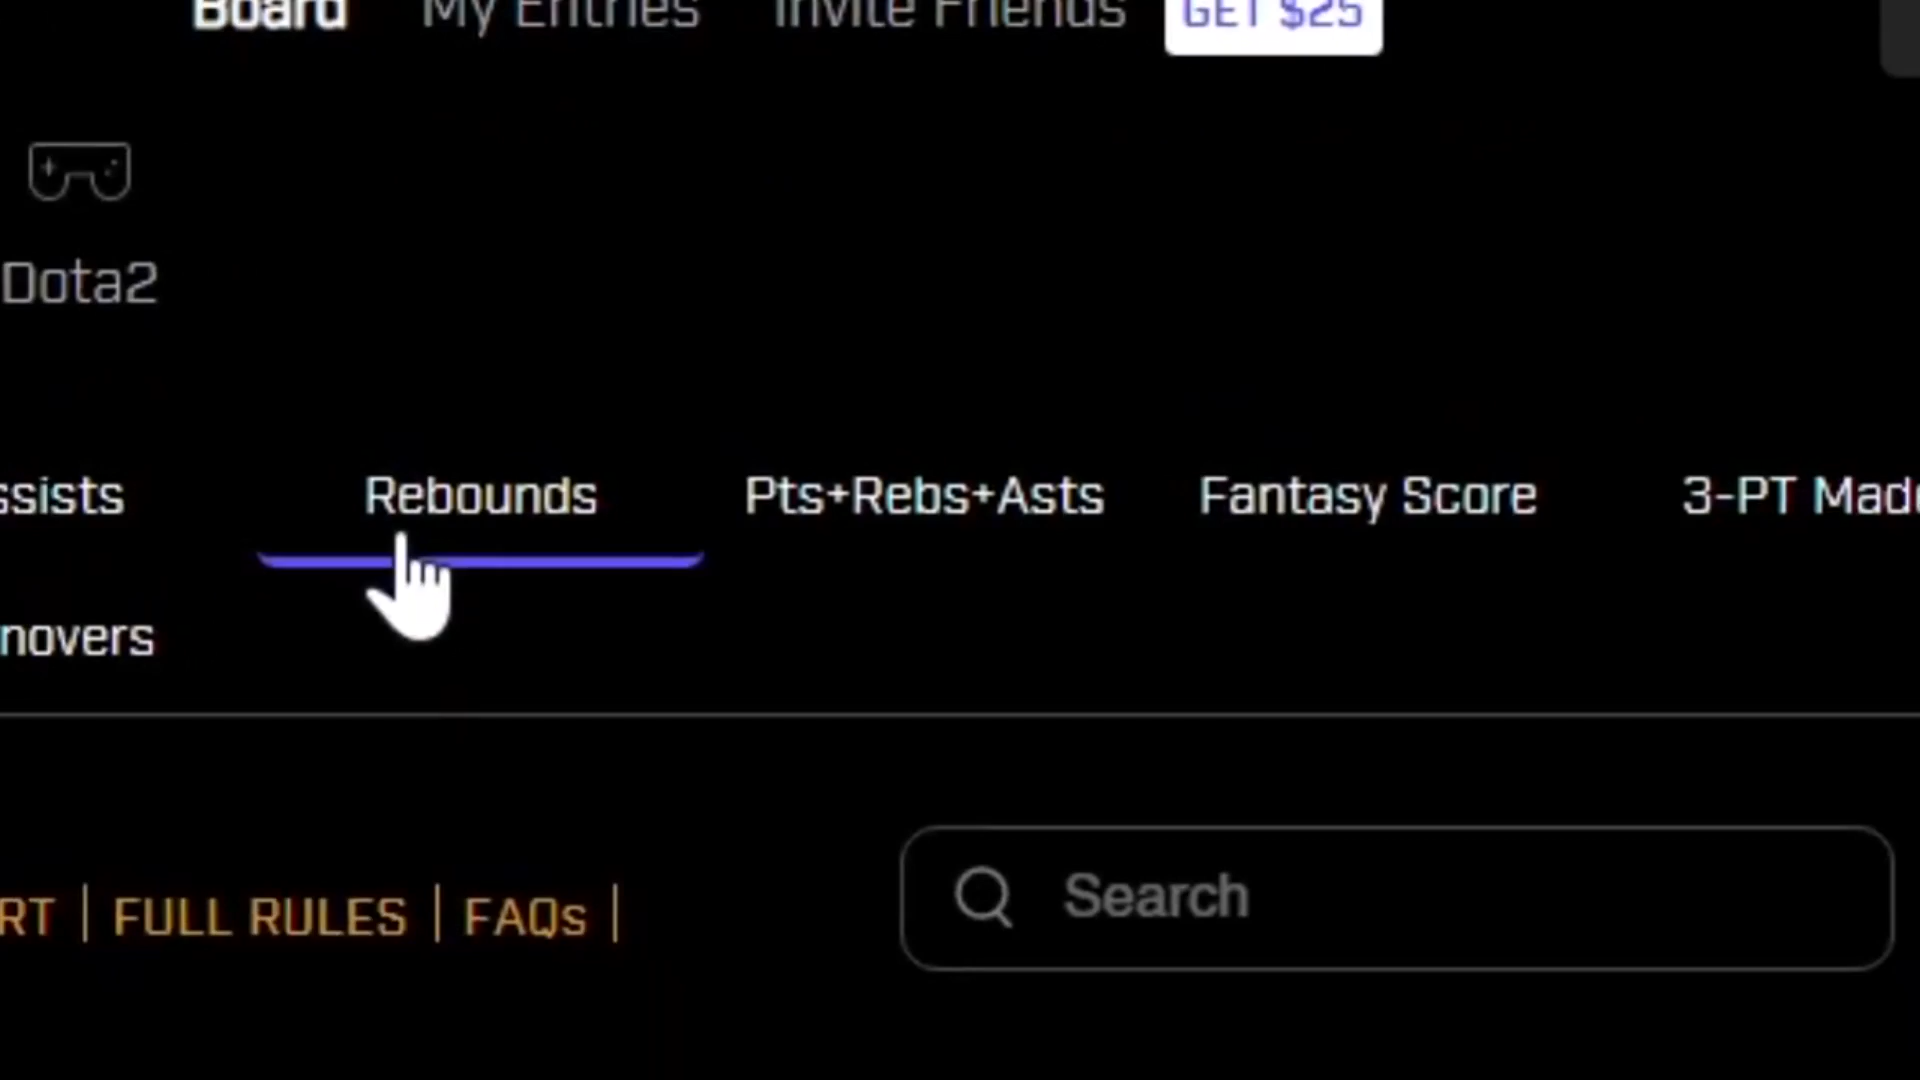 Board My Entries Invite Friends GET $25
Dota2
ssists Rebounds Pts+Rebs+Asts Fantasy Score 3-PT Made
novers
RT | FULL RULES | FAQs |
Search